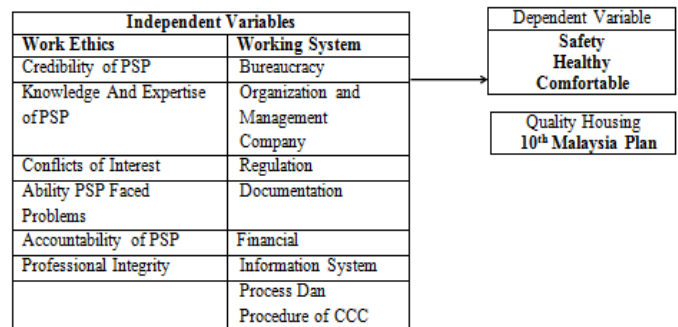 Independent Variables
Work Ethics Working System
Credibility of PSP Bureaucracy
Knowledge And Expertise Organization and
of PSP Management
Company
Conflicts of Interest Regulation
Ability PSP Faced Documentation
Problems
Accountability of PSP Financial
Professional Integrity Information System
Process Dan
Procedure of CCC
Dependent Variable
Safety
Healthy
Comfortable
Quality Housing
10th Malaysia Plan